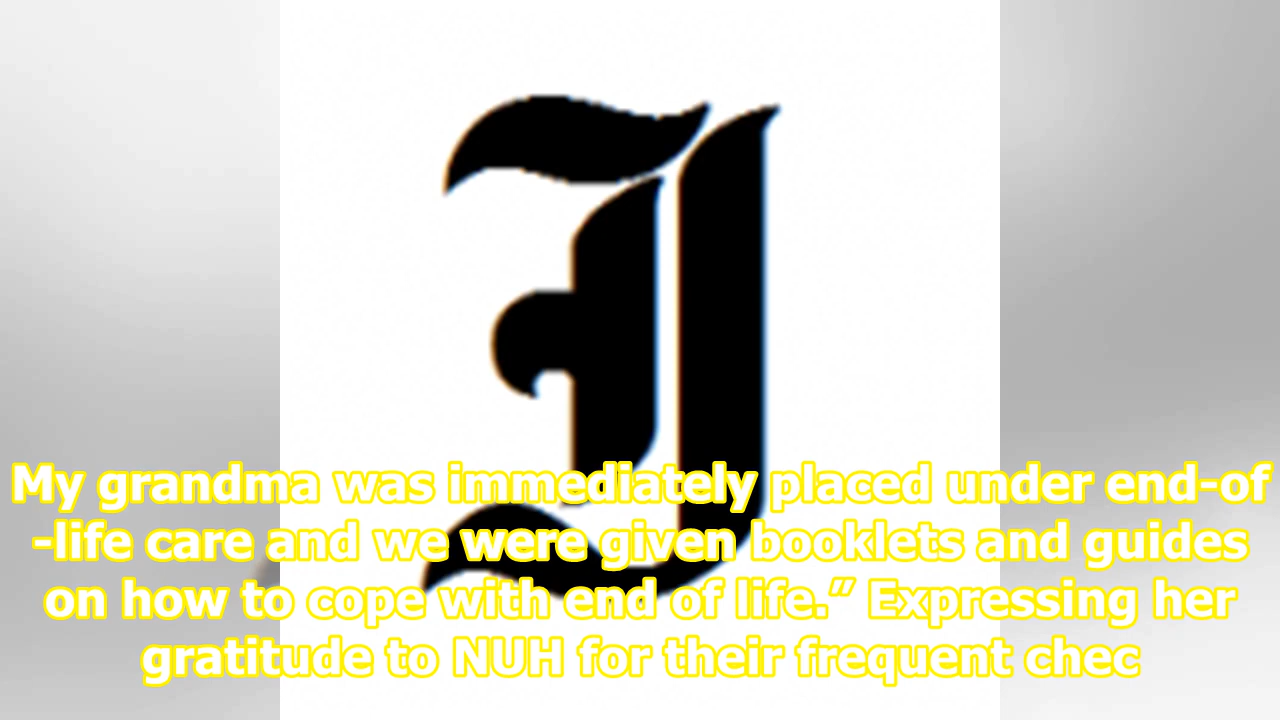 My grandma was immediately placed under end-of
-life care and we were given booklets and guides
on how to cope with end of life.” Expressing her
gratitude to NUH for their frequent chec